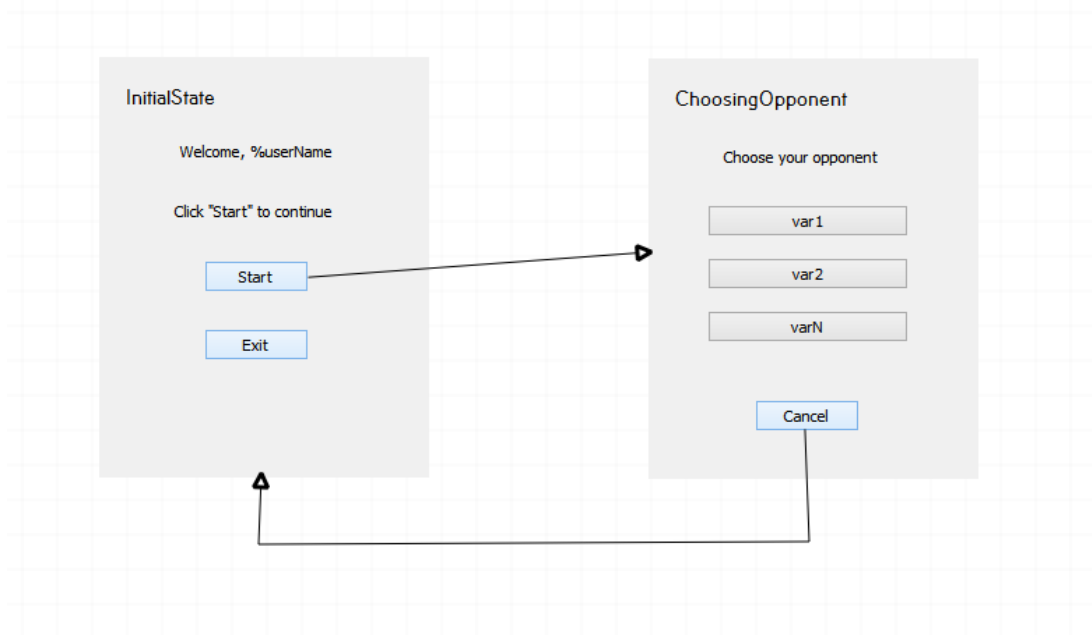 InitialState
Welcome, %userName
Click "Start" to continue
Start
Exit
ChoosingOpponent
Choose your opponent
var1
var2
varN
Cancel